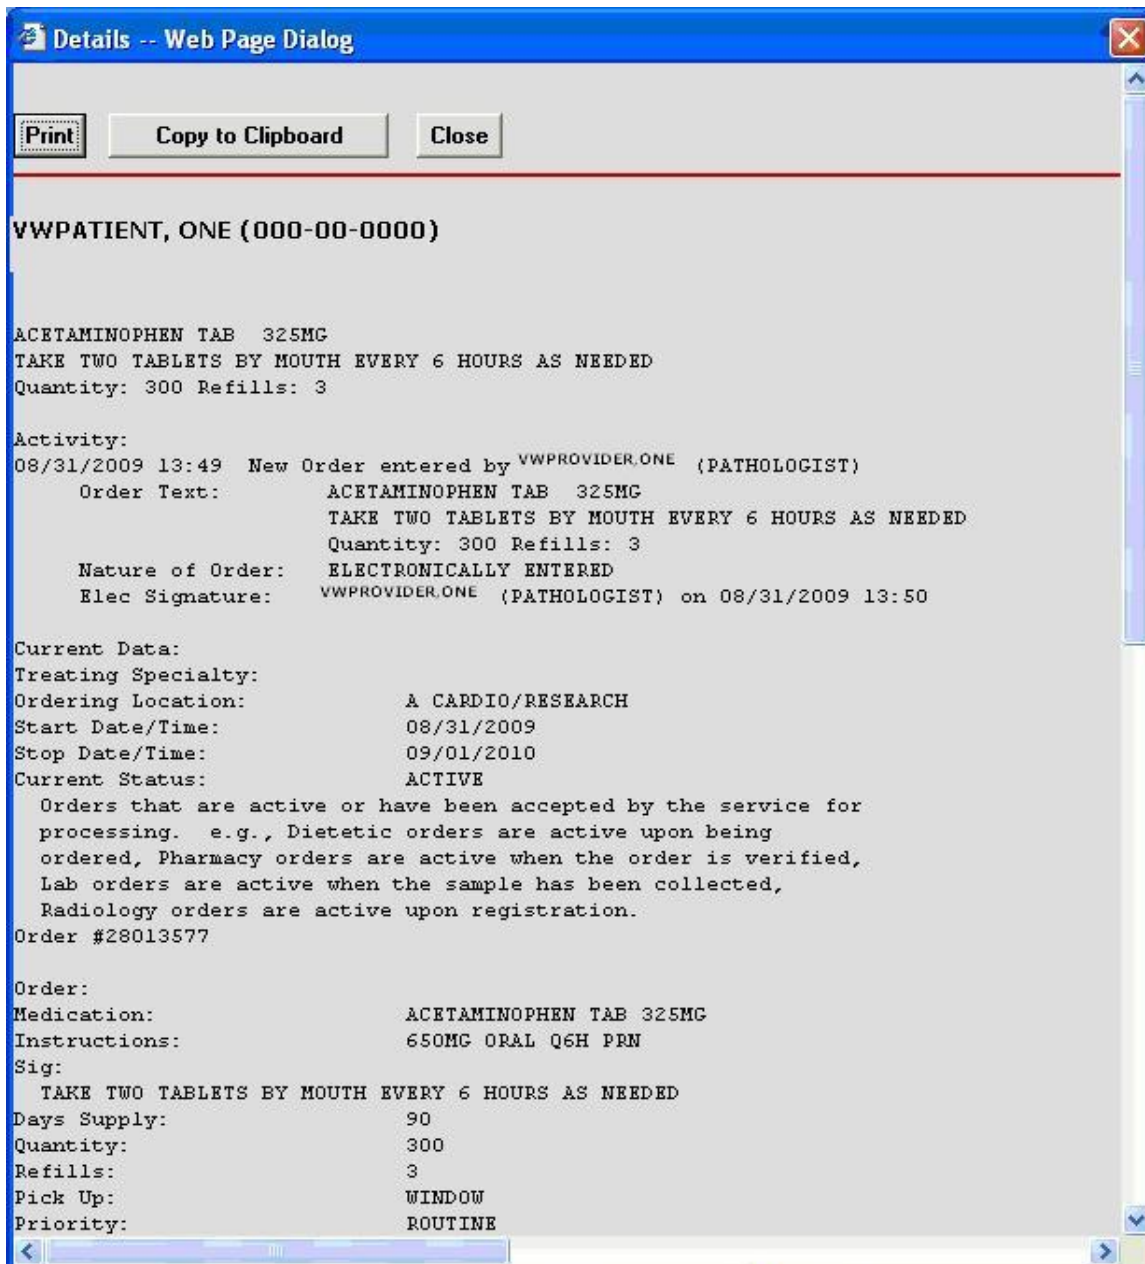 Details -- Web Page Dialog
Print Copy to Clipboard Close
VWPATIENT, ONE (000-00-0000)
ACETAMINOPHEN TAB 325MG
TAKE TWO TABLETS BY MOUTH EVERY 6 HOURS AS NEEDED
Quantity: 300 Refills: 3
Activity:
08/31/2009 13:49 New Order entered by VWPROVIDER,ONE (PATHOLOGIST)
Order Text: ACETAMINOPHEN TAB 325MG
TAKE TWO TABLETS BY MOUTH EVERY 6 HOURS AS NEEDED
Quantity: 300 Refills: 3
Nature of Order: ELECTRONICALLY ENTERED
Elec Signature: VWPROVIDER,ONE (PATHOLOGIST) on 08/31/2009 13:50
Current Data:
Treating Specialty:
Ordering Location: A CARDIO/RESEARCH
Start Date/Time: 08/31/2009
Stop Date/Time: 09/01/2010
Current Status: ACTIVE
Orders that are active or have been accepted by the service for
processing. e.g., Dietetic orders are active upon being
ordered, Pharmacy orders are active when the order is verified,
Lab orders are active when the sample has been collected,
Radiology orders are active upon registration.
Order #28013577
Order:
Medication: ACETAMINOPHEN TAB 325MG
Instructions: 650MG ORAL Q6H PRN
Sig:
TAKE TWO TABLETS BY MOUTH EVERY 6 HOURS AS NEEDED
Days Supply: 90
Quantity: 300
Refills: 3
Pick Up: WINDOW
Priority: ROUTINE